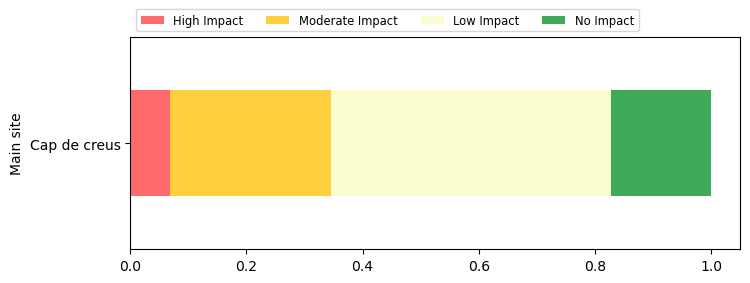 High Impact Moderate Impact Low Impact No Impact
Main site
Cap de creus
0.0 0.2 0.4 0.6 0.8 1.0